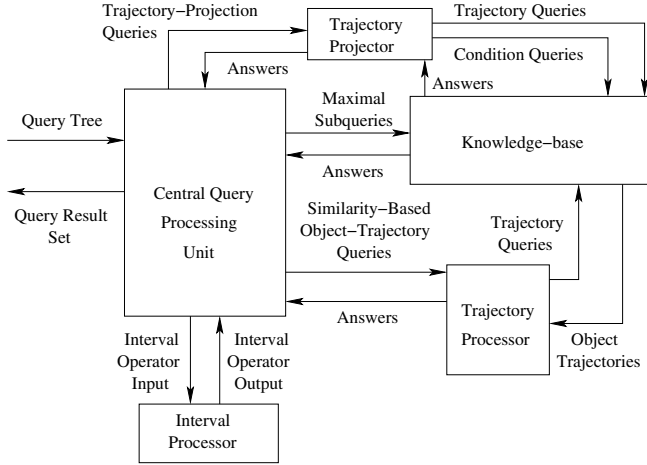 Trajectory−Projection
Queries
Trajectory
Projector
Trajectory Queries
Condition Queries
Answers
Answers
Query Tree
Maximal
Subqueries
Knowledge−base
Answers
Central Query
Processing
Unit
Query Result
Set
Similarity−Based
Object−Trajectory
Queries
Trajectory
Queries
Trajectory
Processor
Answers
Object
Trajectories
Interval
Operator
Input
Interval
Operator
Output
Interval
Processor